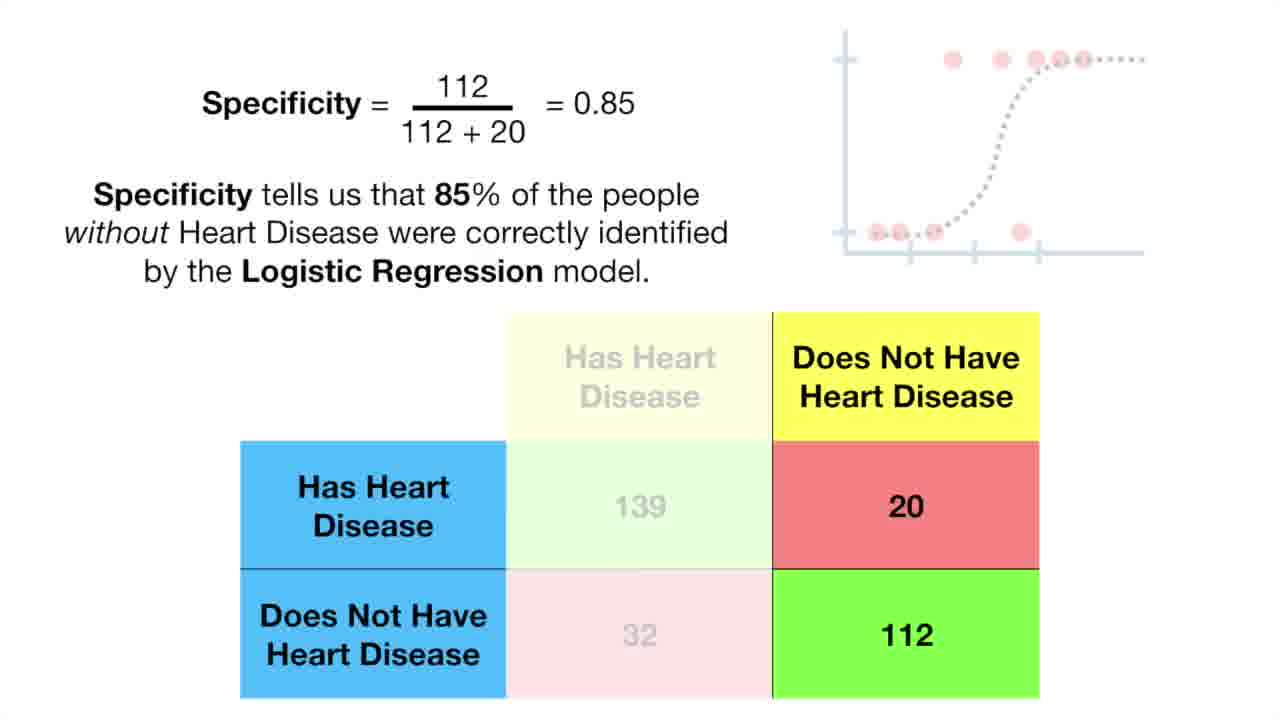 Specificity = 112 / 112 + 20 = 0.85
Specificity tells us that 85% of the people
without Heart Disease were correctly identified
by the Logistic Regression model.
Has Heart
Disease
Does Not Have
Heart Disease
Has Heart
Disease
139
20
Does Not Have
Heart Disease
32
112